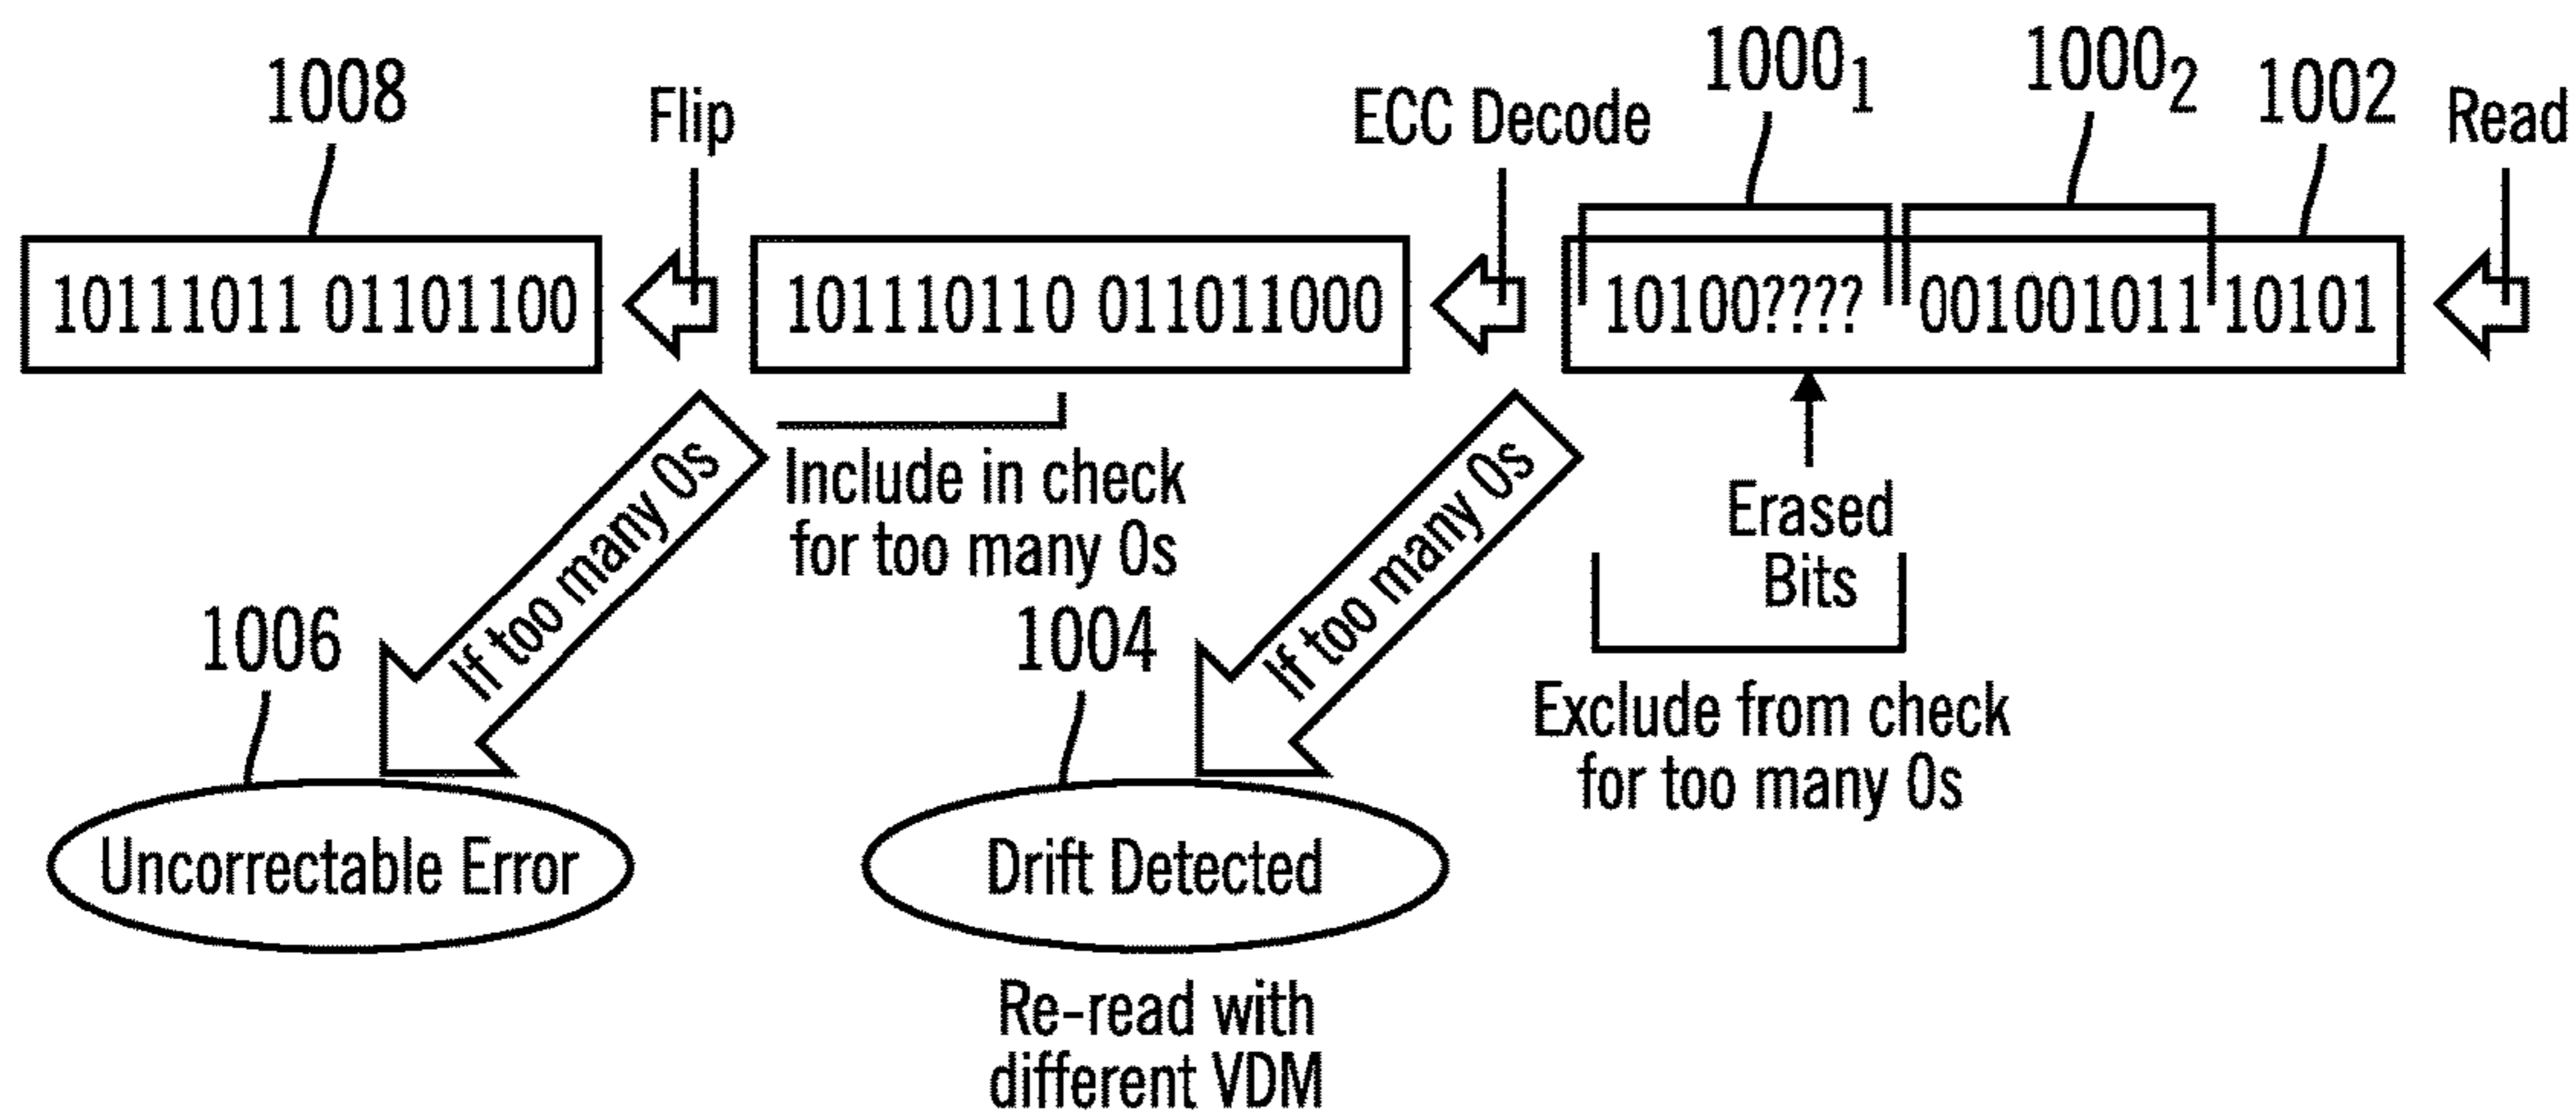 1008
Flip
ECC Decode
1000₁
1000₂
1002
Read
10111011 01101100
101110110 011011000
10100???? 001001011 10101
If too many 0s
Include in check
for too many 0s
If too many 0s
Erased
Bits
Exclude from check
for too many 0s
1006
1004
Uncorrectable Error
Drift Detected
Re-read with
different VDM